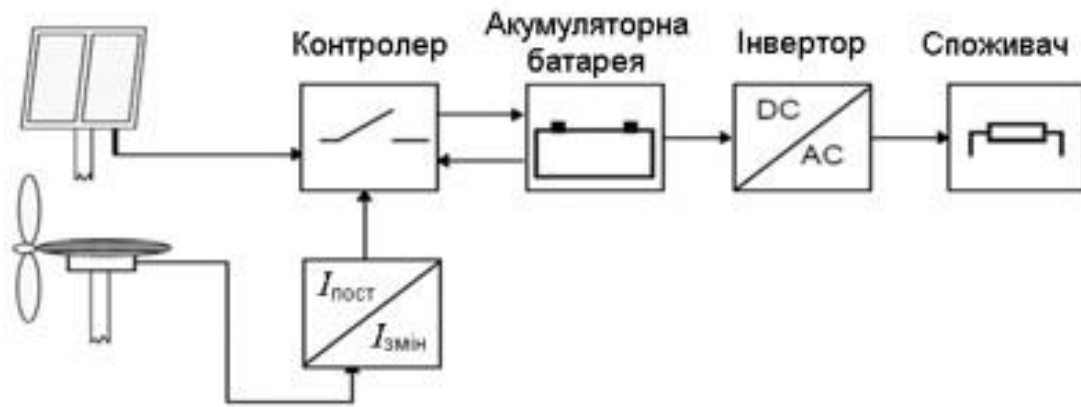 Контролер
Акумуляторна
батарея
Інвертор
Споживач
DC
AC
Iпост
Iзмін